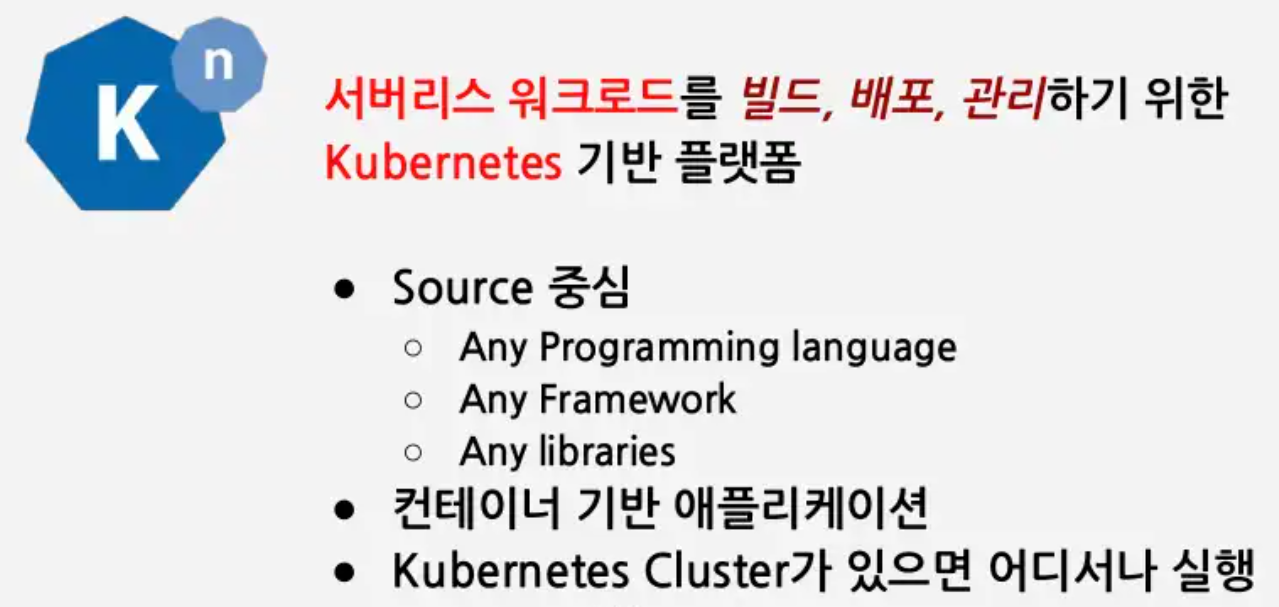 K n
서버리스 워크로드를 빌드, 배포, 관리하기 위한
Kubernetes 기반 플랫폼
● Source 중심
○ Any Programming language
○ Any Framework
○ Any libraries
● 컨테이너 기반 애플리케이션
● Kubernetes Cluster가 있으면 어디서나 실행